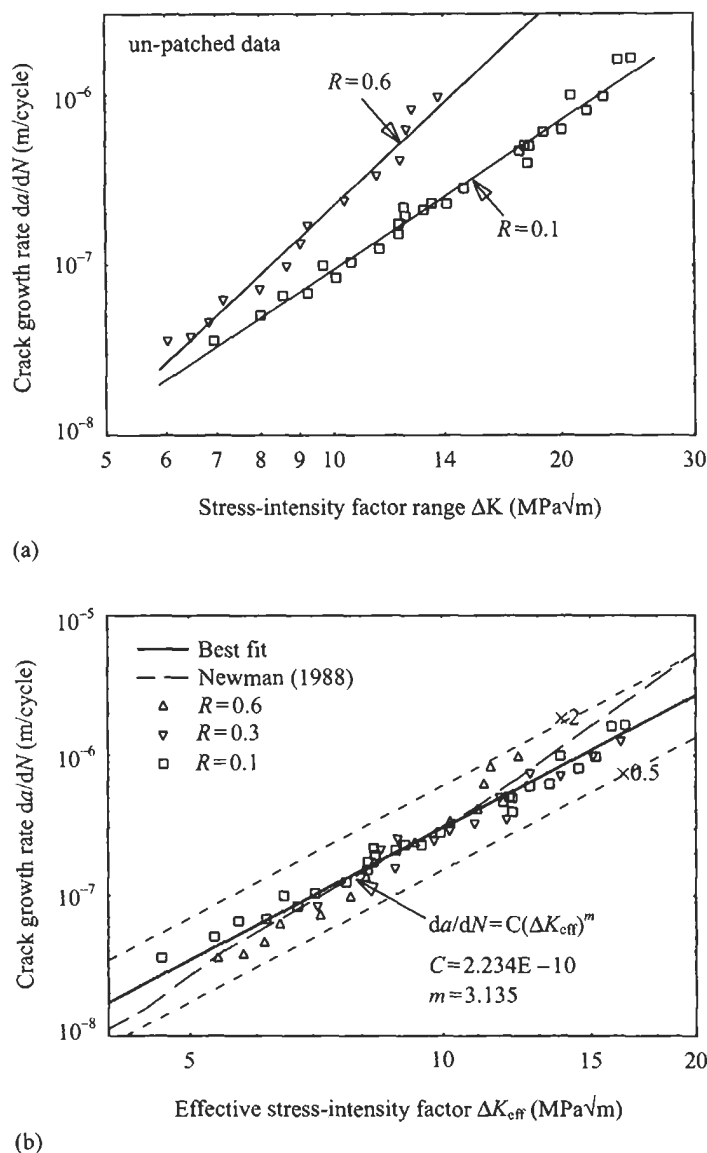 un-patched data
R=0.6
R=0.1
Crack growth rate da/dN (m/cycle)
10⁻⁶
10⁻⁷
10⁻⁸
5 6 7 8 9 10 14 20 30
Stress-intensity factor range ΔK (MPa√m)
(a)
10⁻⁵
10⁻⁶
10⁻⁷
10⁻⁸
Crack growth rate da/dN (m/cycle)
Best fit
Newman (1988)
R=0.6
R=0.3
R=0.1
×2
×0.5
da/dN=C(ΔK_eff)^m
C=2.234E −10
m=3.135
5 10 15 20
Effective stress-intensity factor ΔK_eff (MPa√m)
(b)